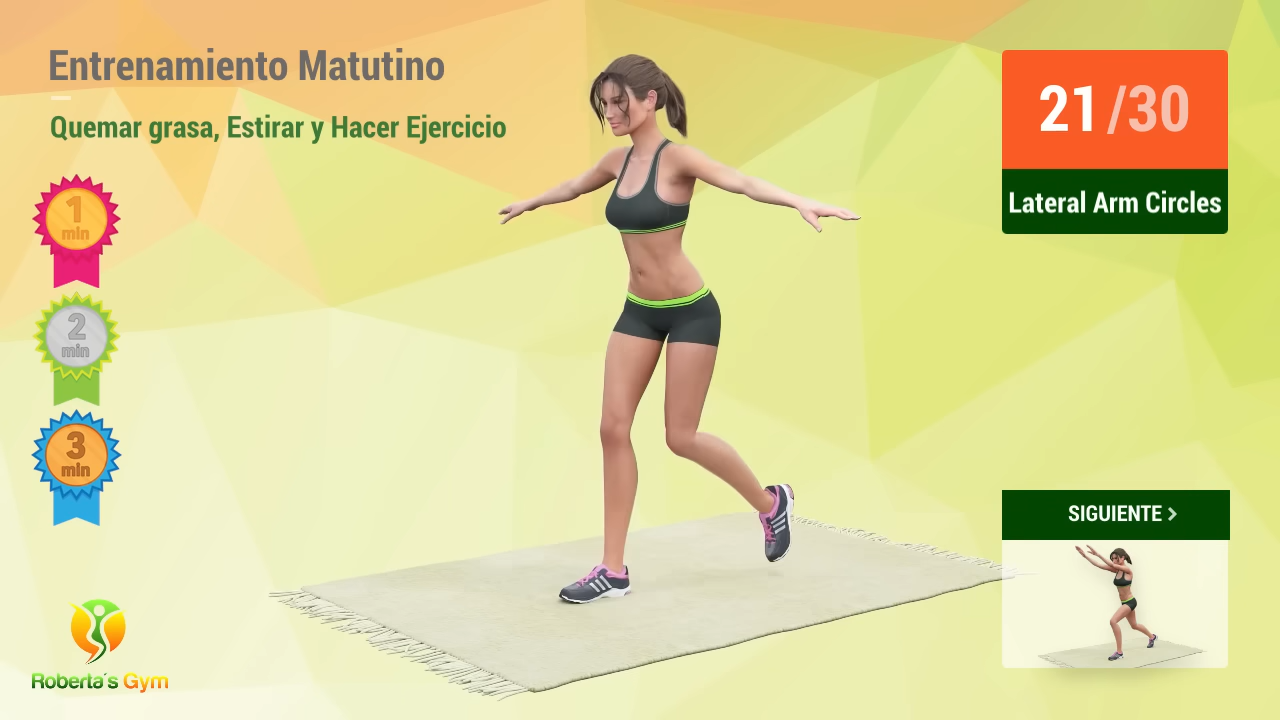 Entrenamiento Matutino
Quemar grasa, Estirar y Hacer Ejercicio
1
min
2
min
3
min
21/30
Lateral Arm Circles
SIGUIENTE >
Roberta's Gym